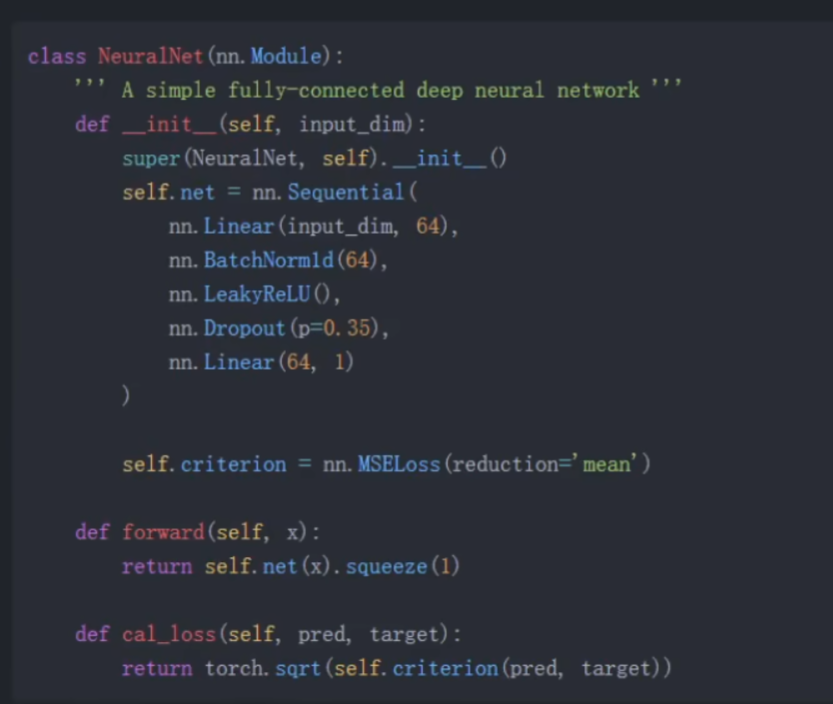 class NeuralNet(nn.Module):
    ''' A simple fully-connected deep neural network '''
    def __init__(self, input_dim):
        super(NeuralNet, self).__init__()
        self.net = nn.Sequential(
            nn.Linear(input_dim, 64),
            nn.BatchNorm1d(64),
            nn.LeakyReLU(),
            nn.Dropout(p=0.35),
            nn.Linear(64, 1)
        )

        self.criterion = nn.MSELoss(reduction='mean')

    def forward(self, x):
        return self.net(x).squeeze(1)

    def cal_loss(self, pred, target):
        return torch.sqrt(self.criterion(pred, target))